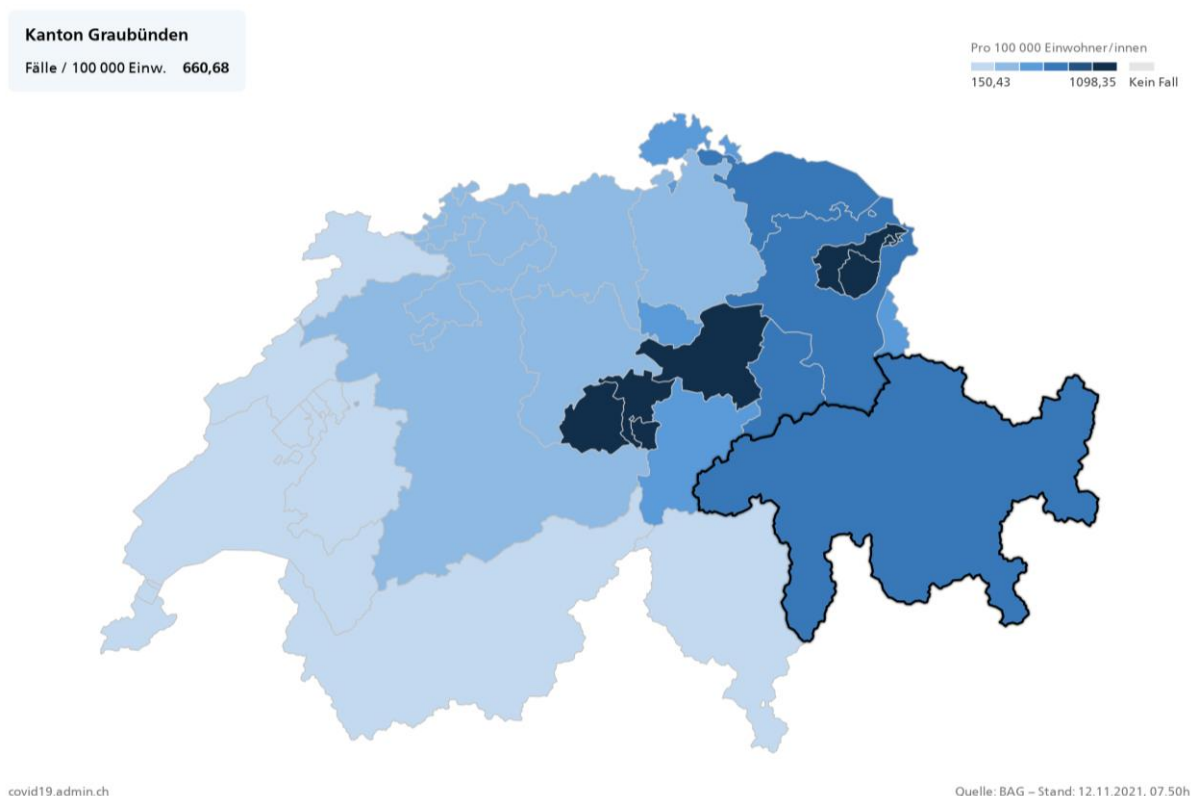 Kanton Graubünden
Fälle / 100 000 Einw. 660,68
Pro 100 000 Einwohner/innen
150,43 1098,35 Kein Fall
covid19.admin.ch
Quelle: BAG – Stand: 12.11.2021, 07.50h